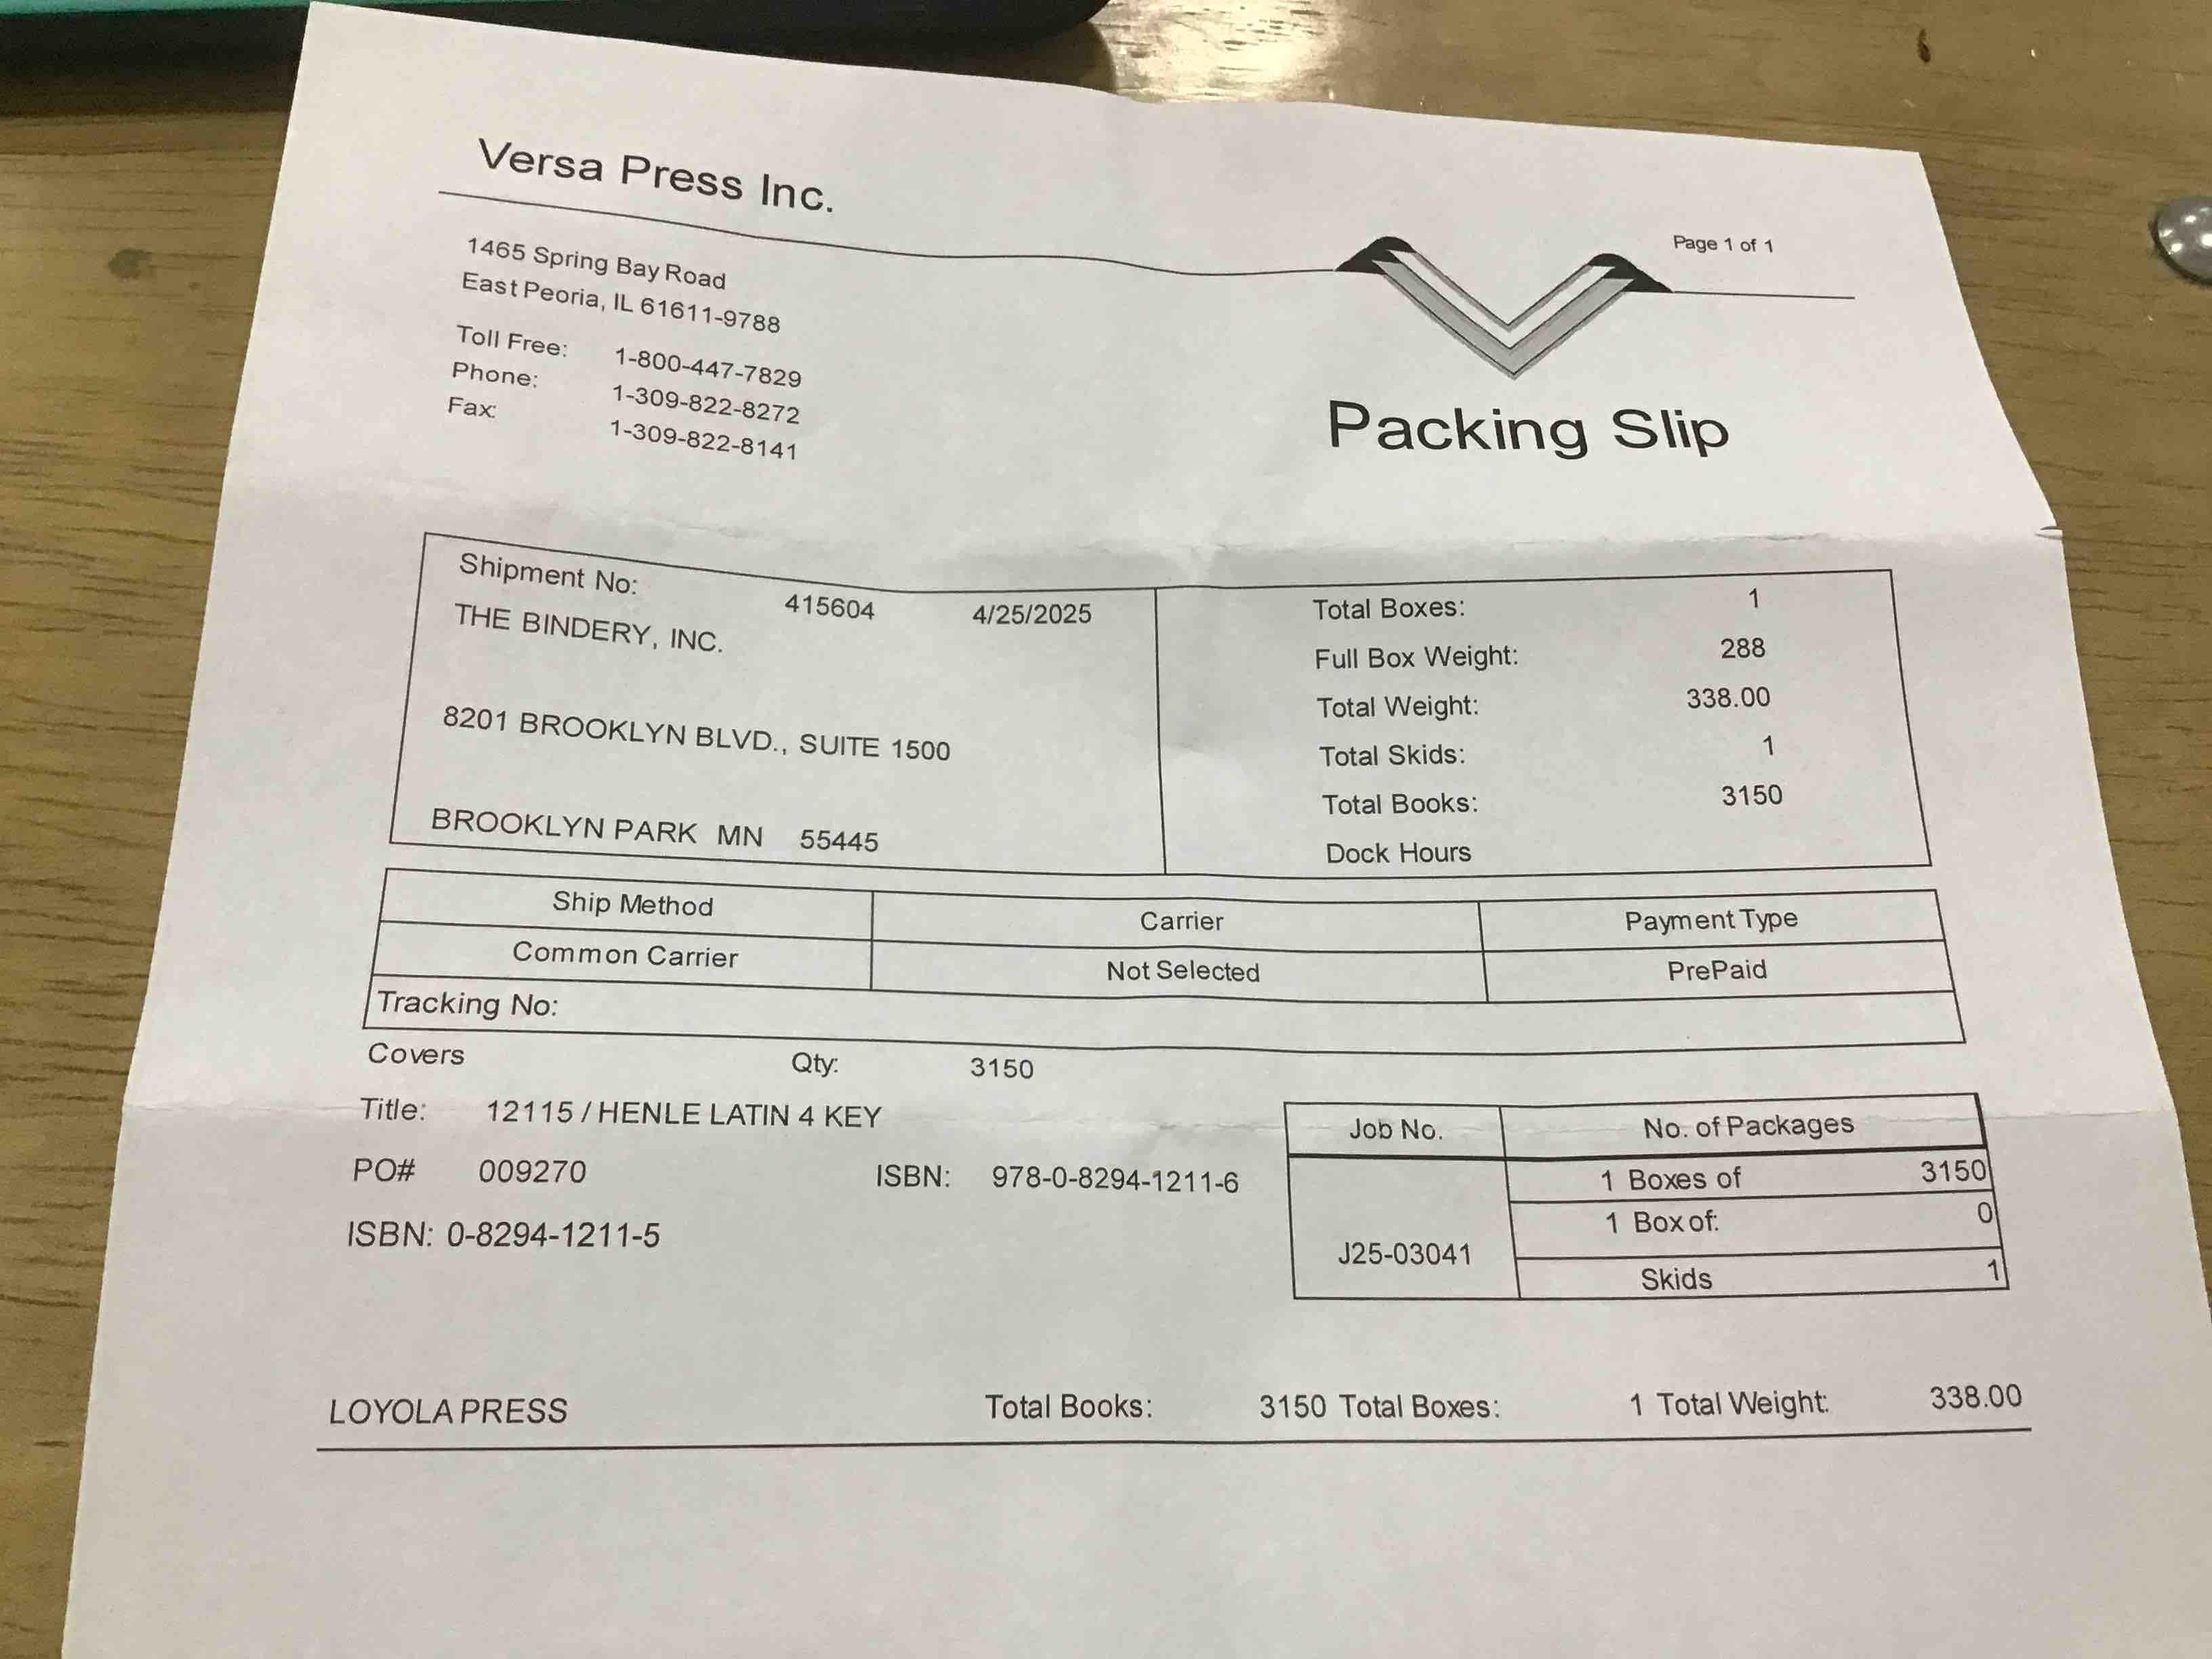 Versa Press Inc.
Page 1 of 1
1465 Spring Bay Road
East Peoria, IL 61611-9788
Toll Free: 1-800-447-7829
Phone: 1-309-822-8272
Fax: 1-309-822-8141
Packing Slip
Shipment No: 415604 4/25/2025
THE BINDERY, INC.
8201 BROOKLYN BLVD., SUITE 1500
BROOKLYN PARK MN 55445
Total Boxes: 1
Full Box Weight: 288
Total Weight: 338.00
Total Skids: 1
Total Books: 3150
Dock Hours
Ship Method Carrier Payment Type
Common Carrier Not Selected PrePaid
Tracking No:
Covers Qty: 3150
Title: 12115 / HENLE LATIN 4 KEY
PO# 009270 ISBN: 978-0-8294-1211-6
ISBN: 0-8294-1211-5
Job No. No. of Packages
J25-03041
1 Boxes of 3150
1 Box of: 0
Skids 1
LOYOLA PRESS Total Books: 3150 Total Boxes: 1 Total Weight: 338.00